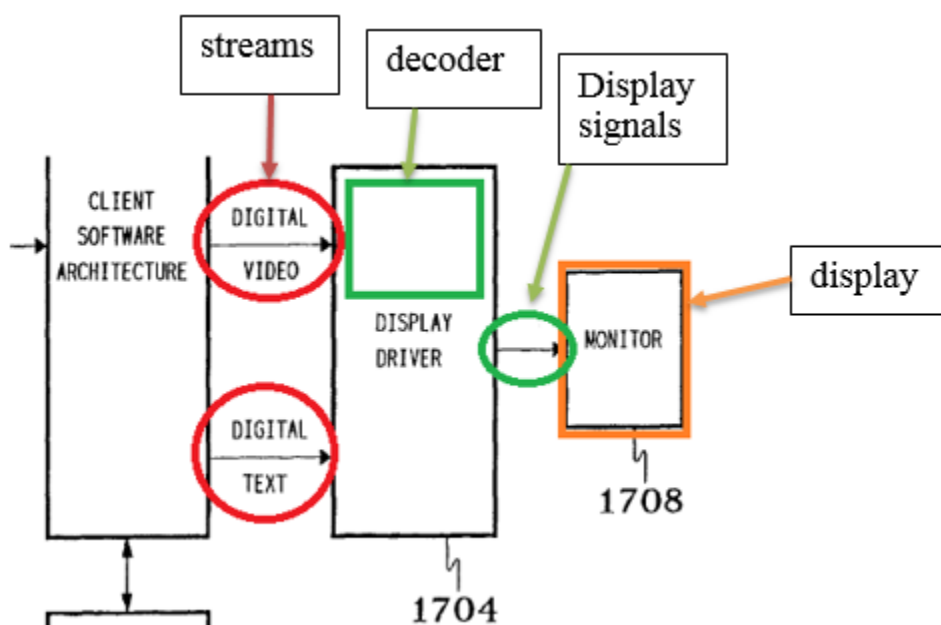 streams
decoder
Display
signals
display
CLIENT
SOFTWARE
ARCHITECTURE
DIGITAL
VIDEO
DISPLAY
DRIVER
MONITOR
DIGITAL
TEXT
1708
1704